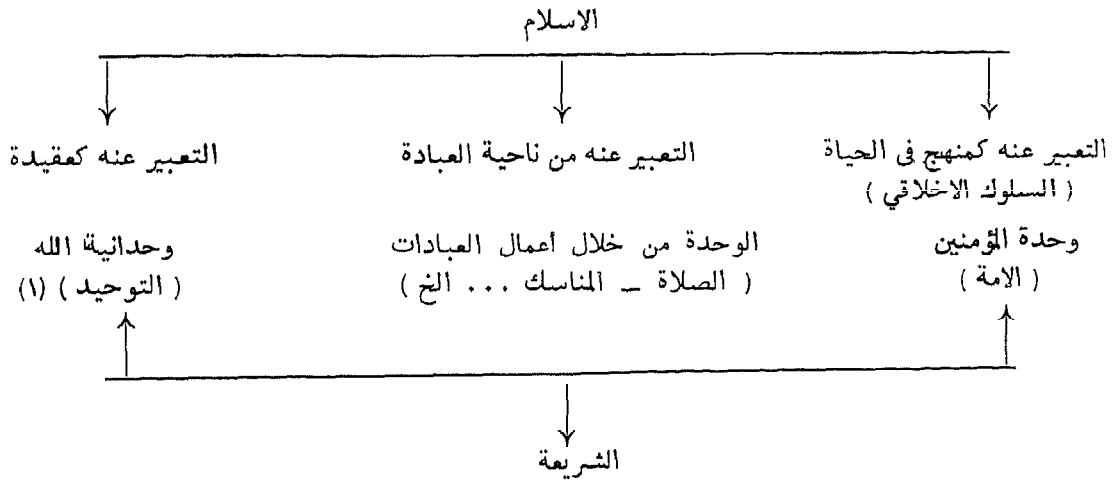 الاسلام
التعبير عنه كمنهج فى الحياة
( السلوك الاخلاقي )
التعبير عنه من ناحية العبادة
التعبير عنه كعقيدة
وحدة المؤمنين
( الامة )
الوحدة من خلال أعمال العبادات
( الصلاة ــ المناسك ... الخ )
وحدانية الله
( التوحيد ) (١)
الشريعة